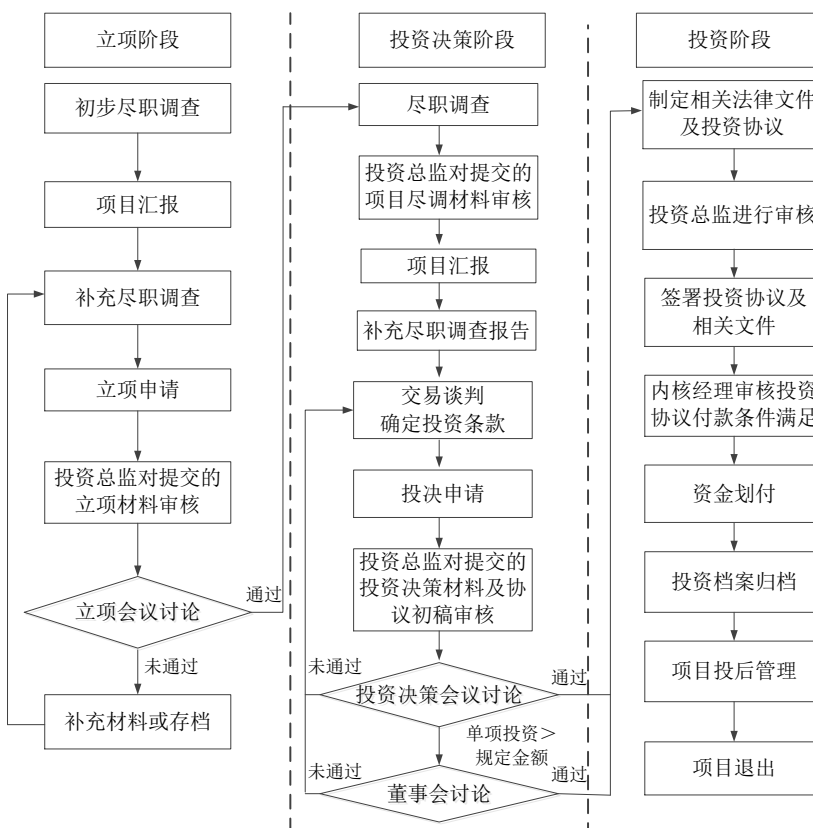 立项阶段
初步尽职调查
项目汇报
补充尽职调查
立项申请
投资总监对提交的
立项材料审核
立项会议讨论
通过
未通过
补充材料或存档
投资决策阶段
尽职调查
投资总监对提交的
项目尽调材料审核
项目汇报
补充尽职调查报告
交易谈判
确定投资条款
投决申请
投资总监对提交的
投资决策材料及协
议初稿审核
未通过
投资决策会议讨论
通过
单项投资＞
规定金额
未通过
董事会讨论
通过
投资阶段
制定相关法律文件
及投资协议
投资总监进行审核
签署投资协议及
相关文件
内核经理审核投资
协议付款条件满足
资金划付
投资档案归档
项目投后管理
项目退出